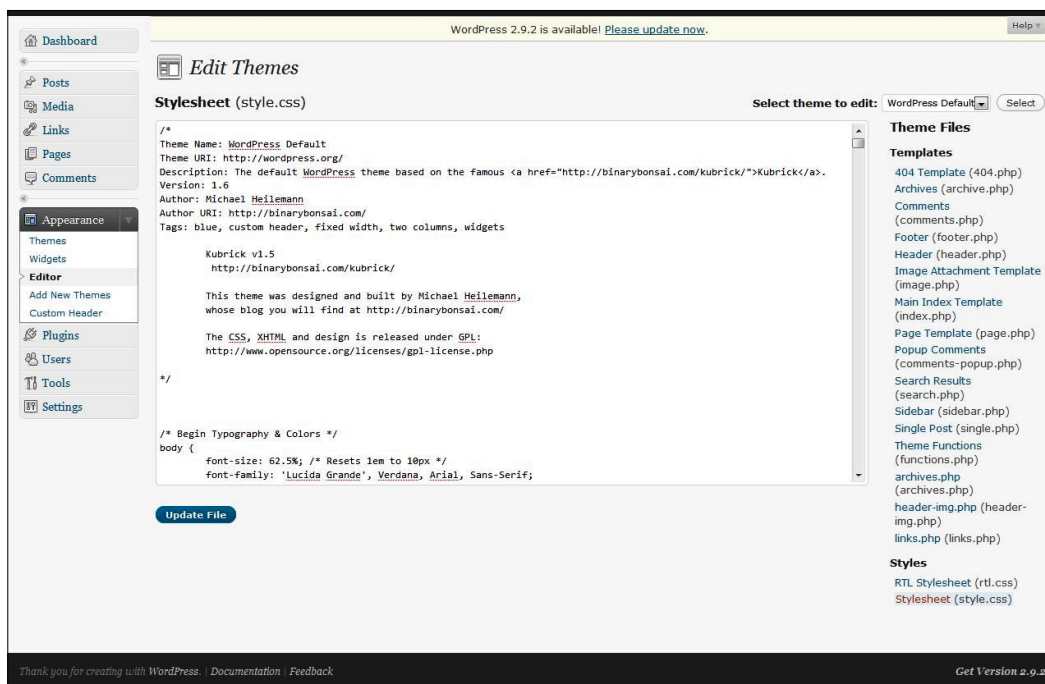 WordPress 2.9.2 is available! Please update now.
Help
Dashboard
Posts
Media
Links
Pages
Comments
Appearance
Themes
Widgets
Editor
Add New Themes
Custom Header
Plugins
Users
Tools
Settings
Edit Themes
Stylesheet (style.css)
Select theme to edit: WordPress Default Select
/*
Theme Name: WordPress Default
Theme URI: http://wordpress.org/
Description: The default WordPress theme based on the famous <a href="http://binarybonsai.com/kubrick/">Kubrick</a>.
Version: 1.6
Author: Michael Heilemann
Author URI: http://binarybonsai.com/
Tags: blue, custom header, fixed width, two columns, widgets
Kubrick v1.5
http://binarybonsai.com/kubrick/
This theme was designed and built by Michael Heilemann,
whose blog you will find at http://binarybonsai.com/
The CSS, XHTML and design is released under GPL:
http://www.opensource.org/licenses/gpl-license.php
*/
/* Begin Typography & Colors */
body {
font-size: 62.5%; /* Resets 1em to 10px */
font-family: 'Lucida Grande', Verdana, Arial, Sans-Serif;
Update File
Theme Files
Templates
404 Template (404.php)
Archives (archive.php)
Comments
(comments.php)
Footer (footer.php)
Header (header.php)
Image Attachment Template
(image.php)
Main Index Template
(index.php)
Page Template (page.php)
Popup Comments
(comments-popup.php)
Search Results
(search.php)
Sidebar (sidebar.php)
Single Post (single.php)
Theme Functions
(functions.php)
archives.php
(archives.php)
header-img.php (header-
img.php)
links.php (links.php)
Styles
RTL Stylesheet (rtl.css)
Stylesheet (style.css)
Thank you for creating with WordPress. | Documentation | Feedback
Get Version 2.9.2